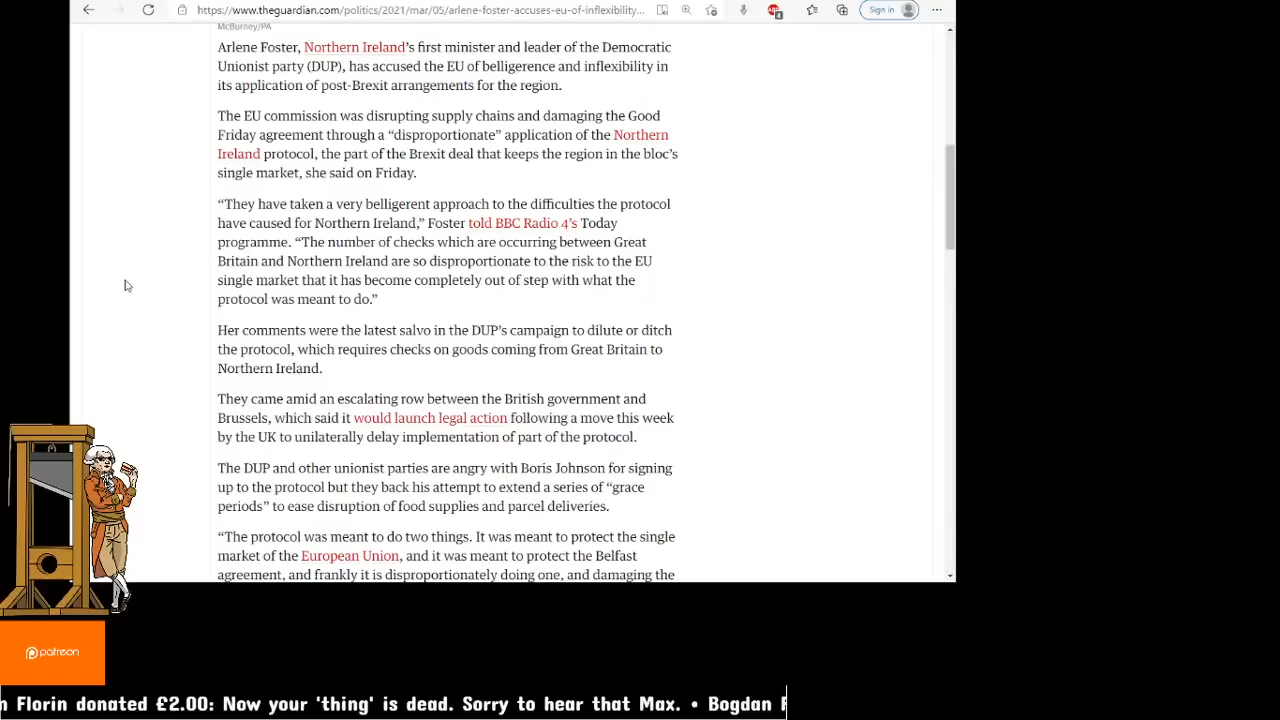 https://www.theguardian.com/politics/2021/mar/05/arlene-foster-accuses-eu-of-inflexibility...
Sign in
McBurney/PA
Arlene Foster, Northern Ireland's first minister and leader of the Democratic
Unionist party (DUP), has accused the EU of belligerence and inflexibility in
its application of post-Brexit arrangements for the region.
The EU commission was disrupting supply chains and damaging the Good
Friday agreement through a “disproportionate” application of the Northern
Ireland protocol, the part of the Brexit deal that keeps the region in the bloc's
single market, she said on Friday.
“They have taken a very belligerent approach to the difficulties the protocol
have caused for Northern Ireland,” Foster told BBC Radio 4's Today
programme. “The number of checks which are occurring between Great
Britain and Northern Ireland are so disproportionate to the risk to the EU
single market that it has become completely out of step with what the
protocol was meant to do.”
Her comments were the latest salvo in the DUP's campaign to dilute or ditch
the protocol, which requires checks on goods coming from Great Britain to
Northern Ireland.
They came amid an escalating row between the British government and
Brussels, which said it would launch legal action following a move this week
by the UK to unilaterally delay implementation of part of the protocol.
The DUP and other unionist parties are angry with Boris Johnson for signing
up to the protocol but they back his attempt to extend a series of “grace
periods” to ease disruption of food supplies and parcel deliveries.
“The protocol was meant to do two things. It was meant to protect the single
market of the European Union, and it was meant to protect the Belfast
agreement, and frankly it is disproportionately doing one, and damaging the
patreon
n Florin donated £2.00: Now your 'thing' is dead. Sorry to hear that Max. • Bogdan